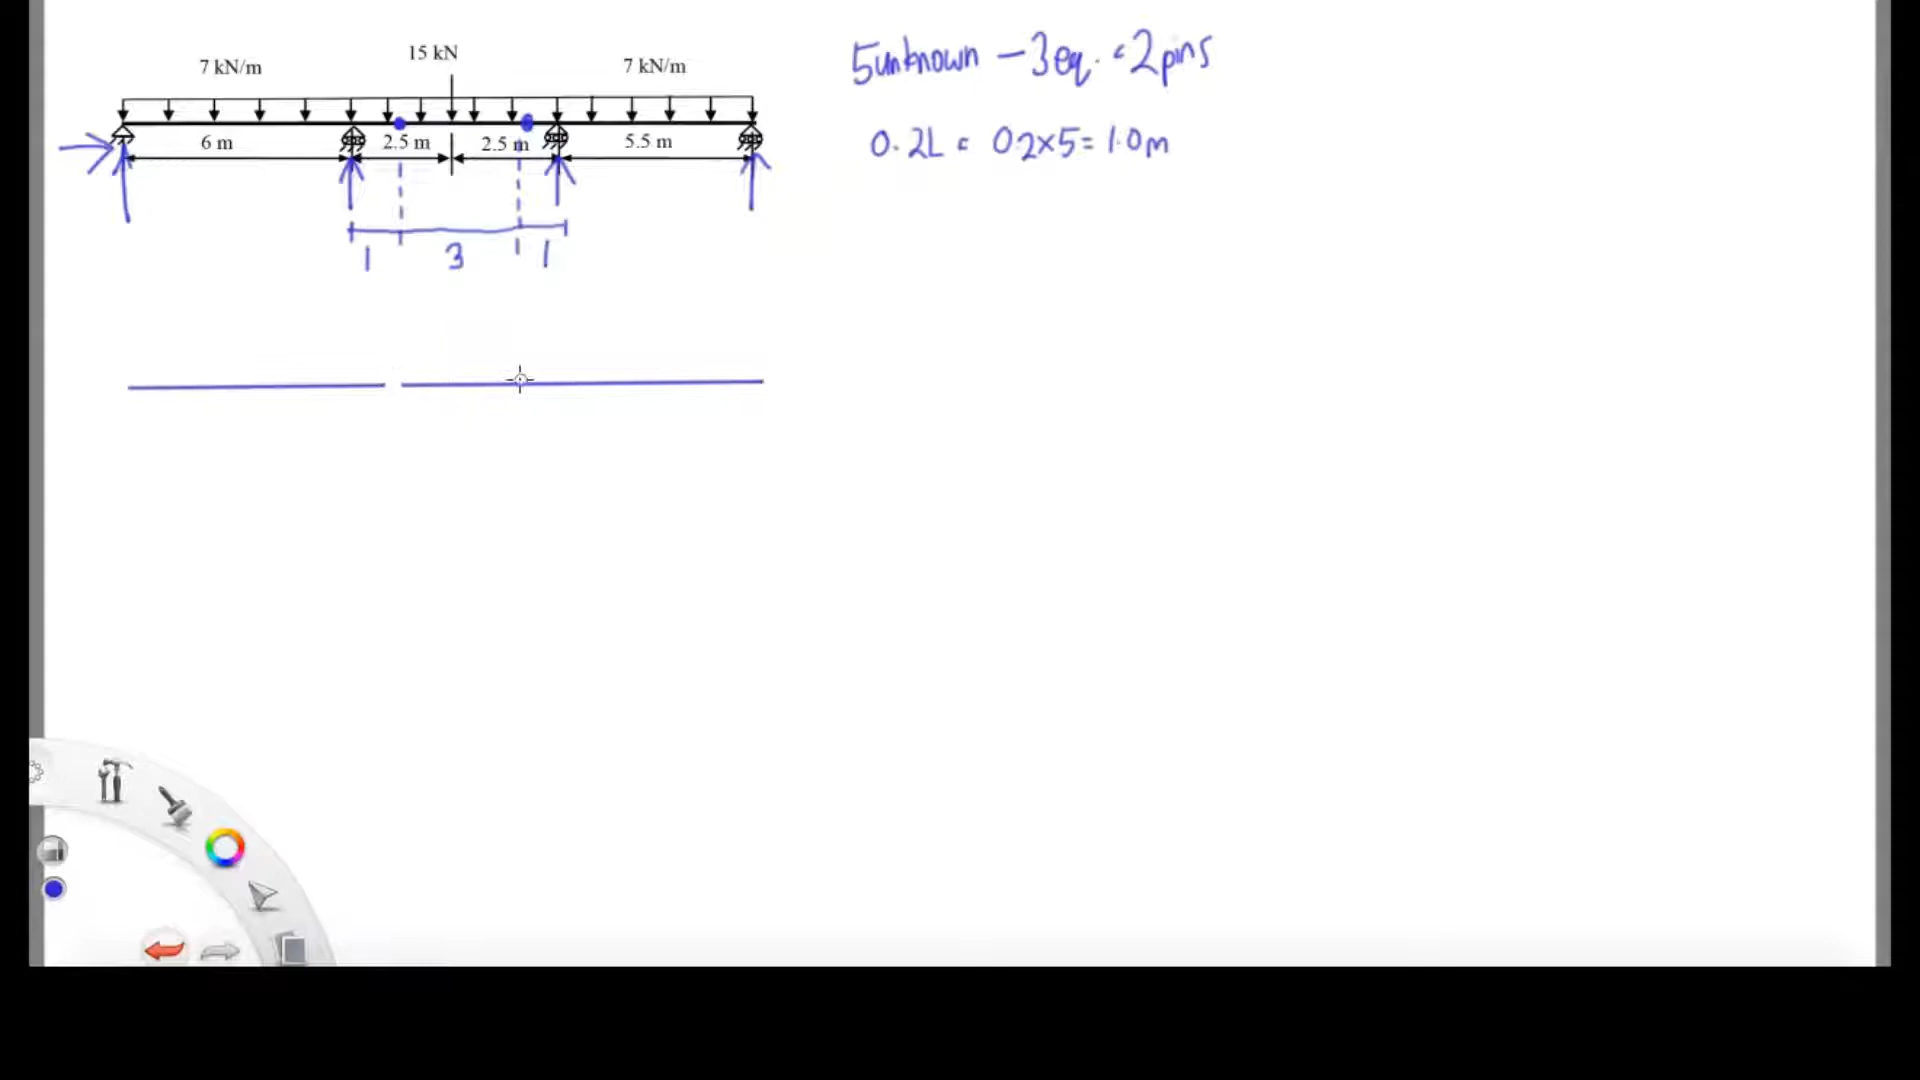 15 kN
7 kN/m
7 kN/m
6 m
2.5 m
2.5 m
5.5 m
1
3
1
5unknown - 3eq. = 2pins
0.2L = 0.2×5 = 1.0m